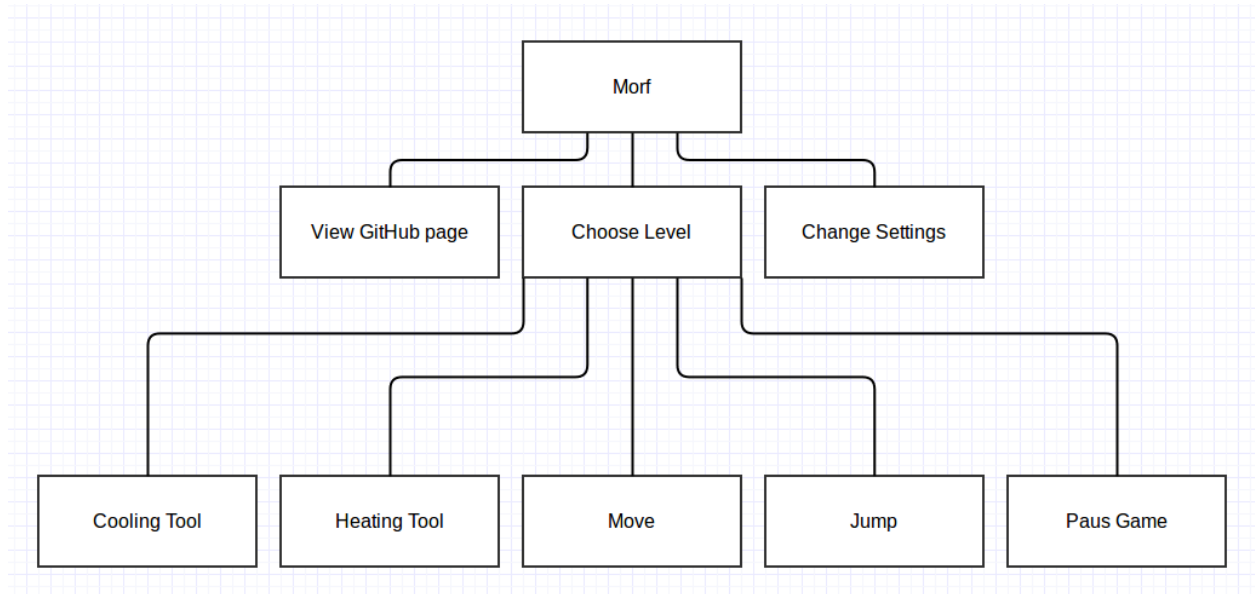 Morf
View GitHub page
Choose Level
Change Settings
Cooling Tool
Heating Tool
Move
Jump
Paus Game